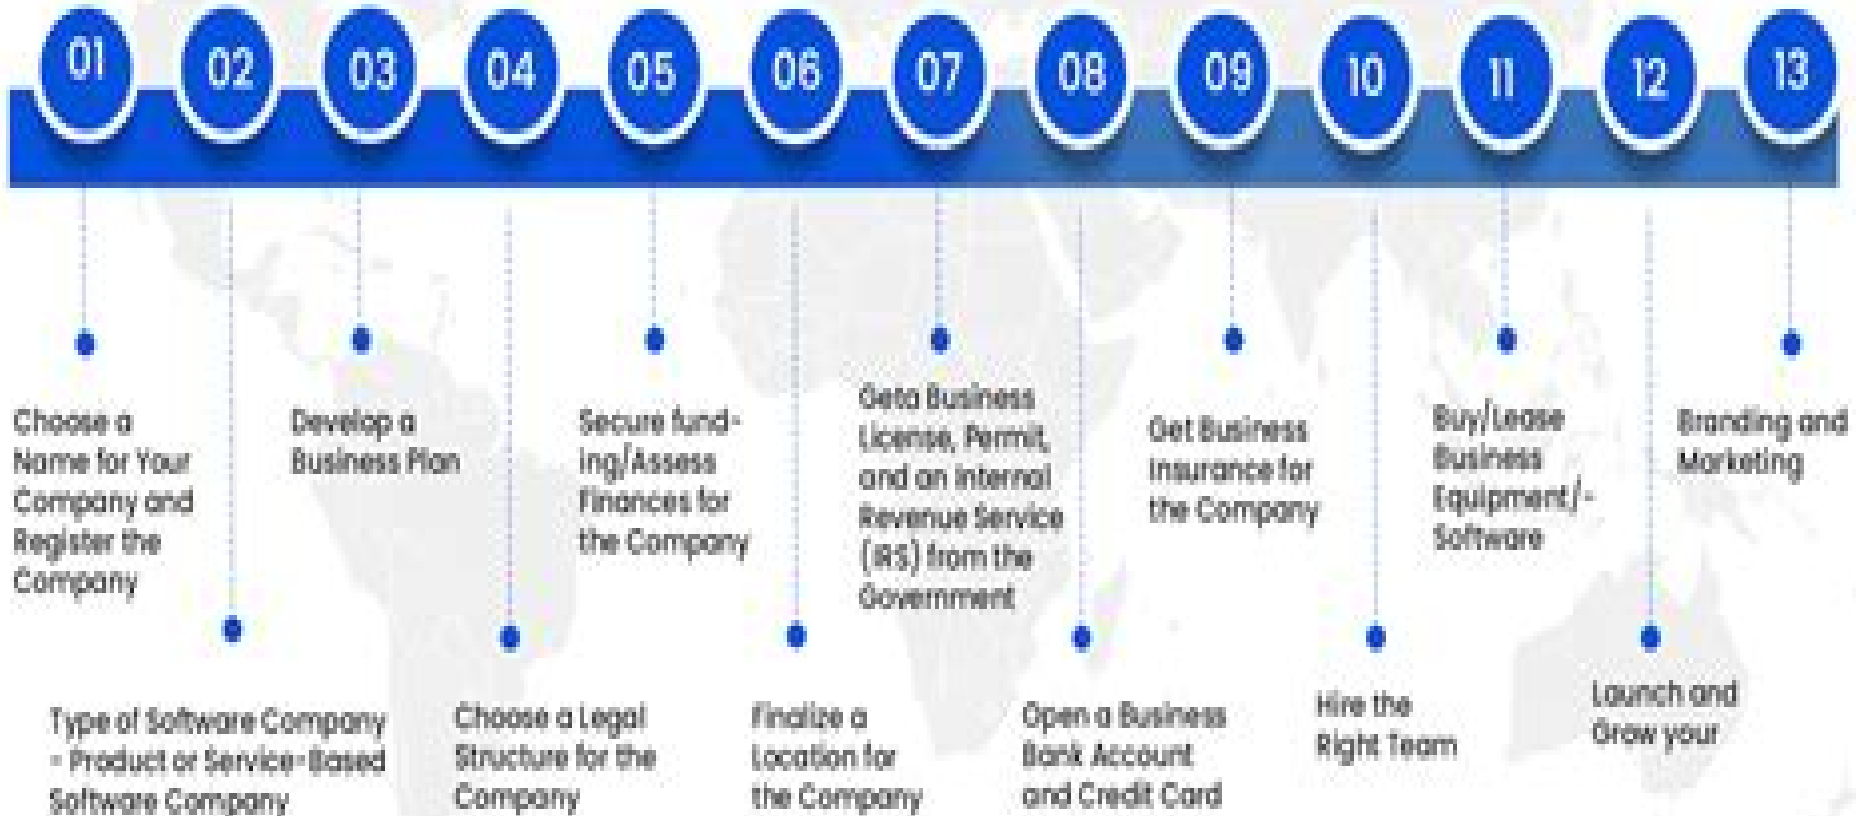 01 02 03 04 05 06 07 08 09 10 11 12 13
Choose a
Name for Your
Company and
Register the
Company
Type of Software Company
- Product or Service-Based
Software Company
Develop a
Business Plan
Choose a Legal
Structure for the
Company
Secure fund-
ing/Assess
Finances for
the Company
Finalize a
Location for
the Company
Geta Business
License, Permit,
and an Internal
Revenue Service
(IRS) from the
Government
Open a Business
Bank Account
and Credit Card
Get Business
Insurance for
the Company
Hire the
Right Team
Buy/Lease
Business
Equipment/-
Software
Launch and
Grow your
Branding and
Marketing